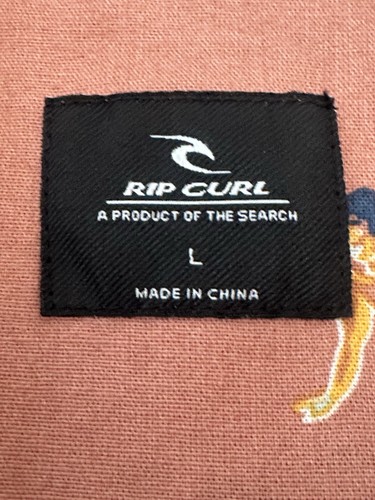 RIP CURL
A PRODUCT OF THE SEARCH
L
MADE IN CHINA